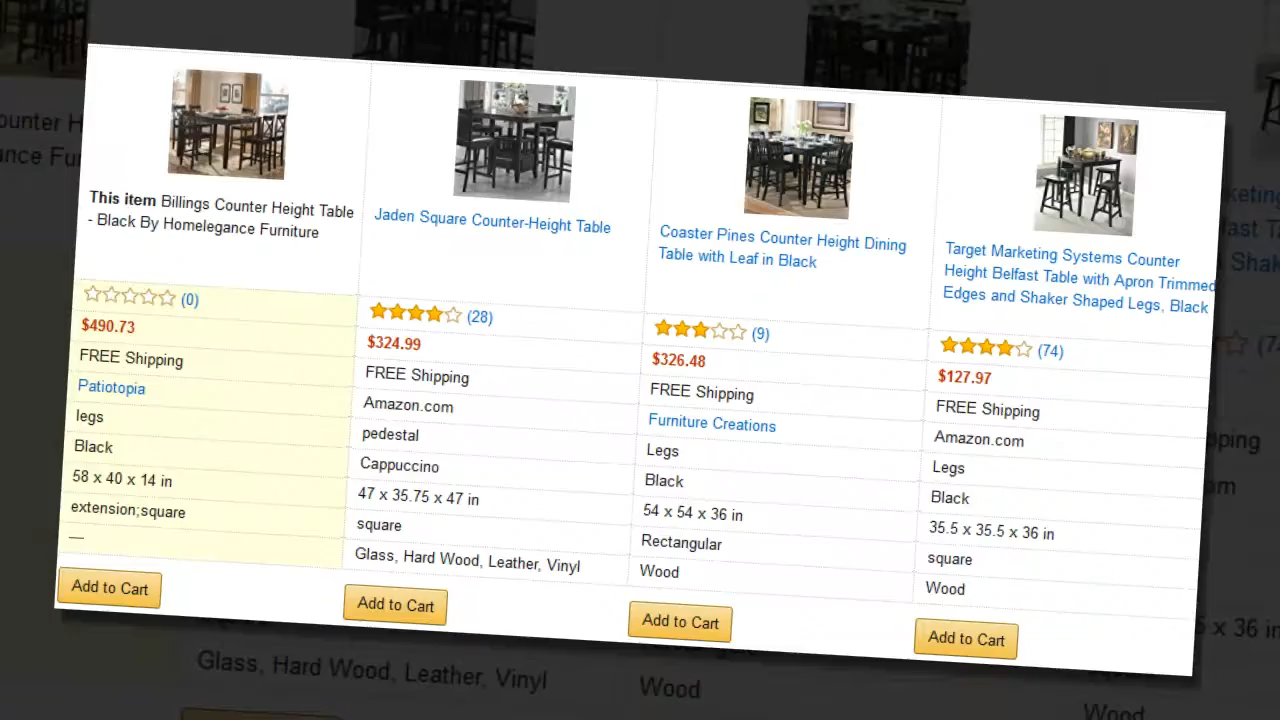 This item Billings Counter Height Table
- Black By Homelegance Furniture
(0)
$490.73
FREE Shipping
Patiotopia
legs
Black
58 x 40 x 14 in
extension;square
—
Add to Cart
Jaden Square Counter-Height Table
(28)
$324.99
FREE Shipping
Amazon.com
pedestal
Cappuccino
47 x 35.75 x 47 in
square
Glass, Hard Wood, Leather, Vinyl
Add to Cart
Coaster Pines Counter Height Dining
Table with Leaf in Black
(9)
$326.48
FREE Shipping
Furniture Creations
Legs
Black
54 x 54 x 36 in
Rectangular
Wood
Add to Cart
Target Marketing Systems Counter
Height Belfast Table with Apron Trimmed
Edges and Shaker Shaped Legs, Black
(74)
$127.97
FREE Shipping
Amazon.com
Legs
Black
35.5 x 35.5 x 36 in
square
Wood
Add to Cart
Glass, Hard Wood, Leather, Vinyl
Wood
x 36 in
Wood